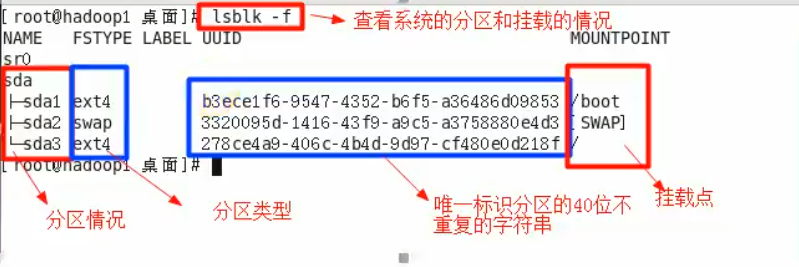 [root@hadoop1 桌面]# lsblk -f 查看系统的分区和挂载的情况
NAME FSTYPE LABEL UUID MOUNTPOINT
sr0
sda
├─sda1 ext4 b3ece1f6-9547-4352-b6f5-a36486d09853 /boot
├─sda2 swap 3320095d-1416-43f9-a9c5-a3758880e4d3 [SWAP]
└─sda3 ext4 278ce4a9-406c-4b4d-9d97-cf480e0d218f /
[root@hadoop1 桌面]#
分区情况 分区类型 唯一标识分区的40位不 挂载点
重复的字符串